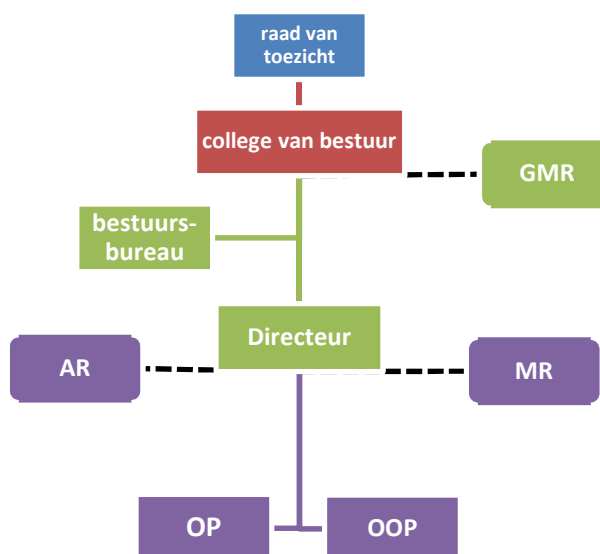 raad van
toezicht
college van bestuur
GMR
bestuurs-
bureau
Directeur
AR
MR
OP
OOP